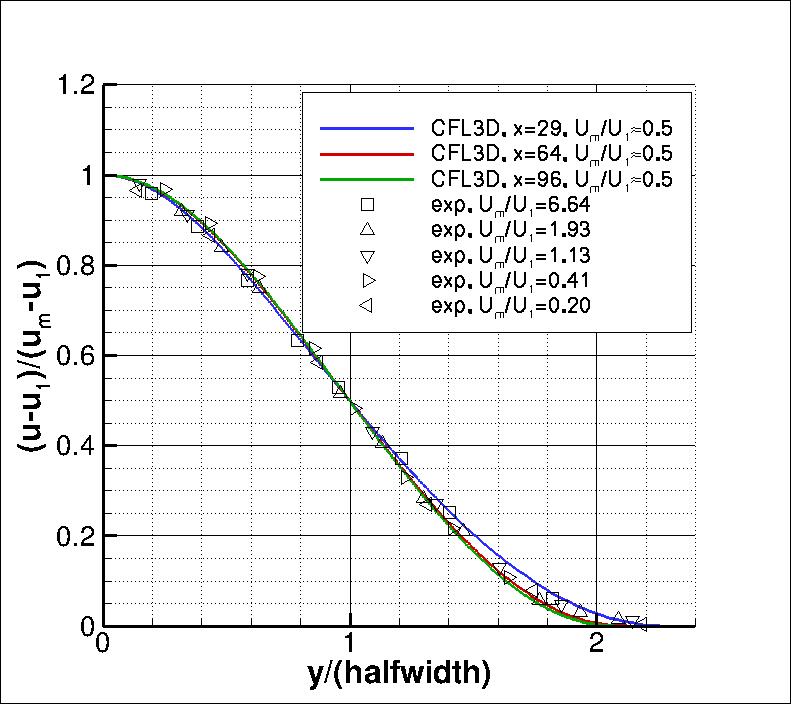 1.2
1
0.8
0.6
0.4
0.2
0
0
1
2
(u-u1)/(um-u1)
y/(halfwidth)
CFL3D, x=29, Um/U1≈0.5
CFL3D, x=64, Um/U1≈0.5
CFL3D, x=96, Um/U1≈0.5
exp, Um/U1=6.64
exp, Um/U1=1.93
exp, Um/U1=1.13
exp, Um/U1=0.41
exp, Um/U1=0.20